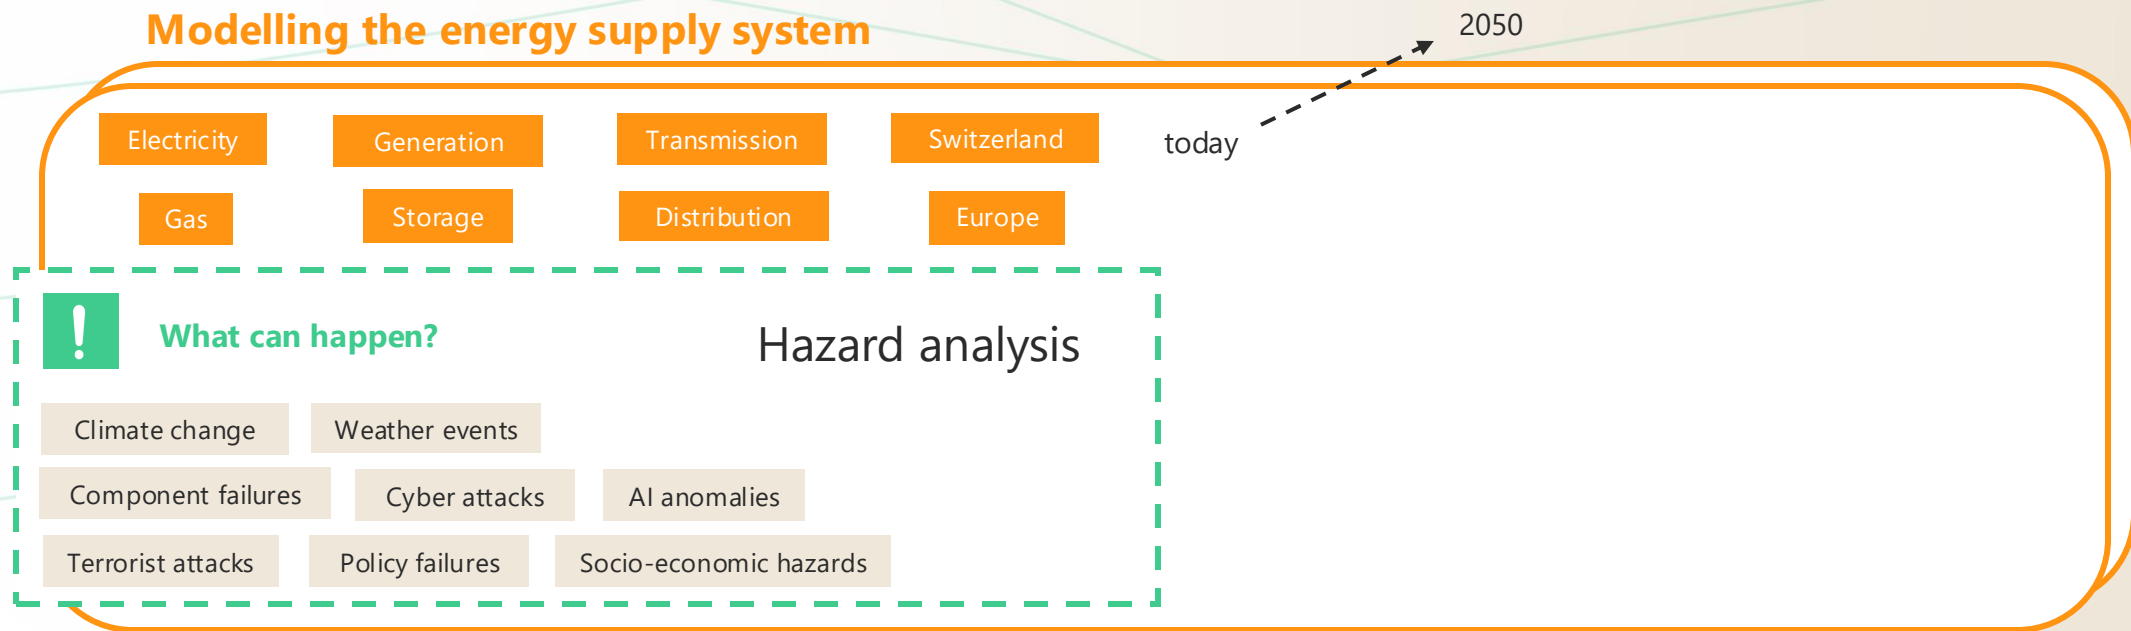 Modelling the energy supply system
2050
Electricity
Generation
Transmission
Switzerland
today
Gas
Storage
Distribution
Europe
!
What can happen?
Hazard analysis
Climate change
Weather events
Component failures
Cyber attacks
AI anomalies
Terrorist attacks
Policy failures
Socio-economic hazards